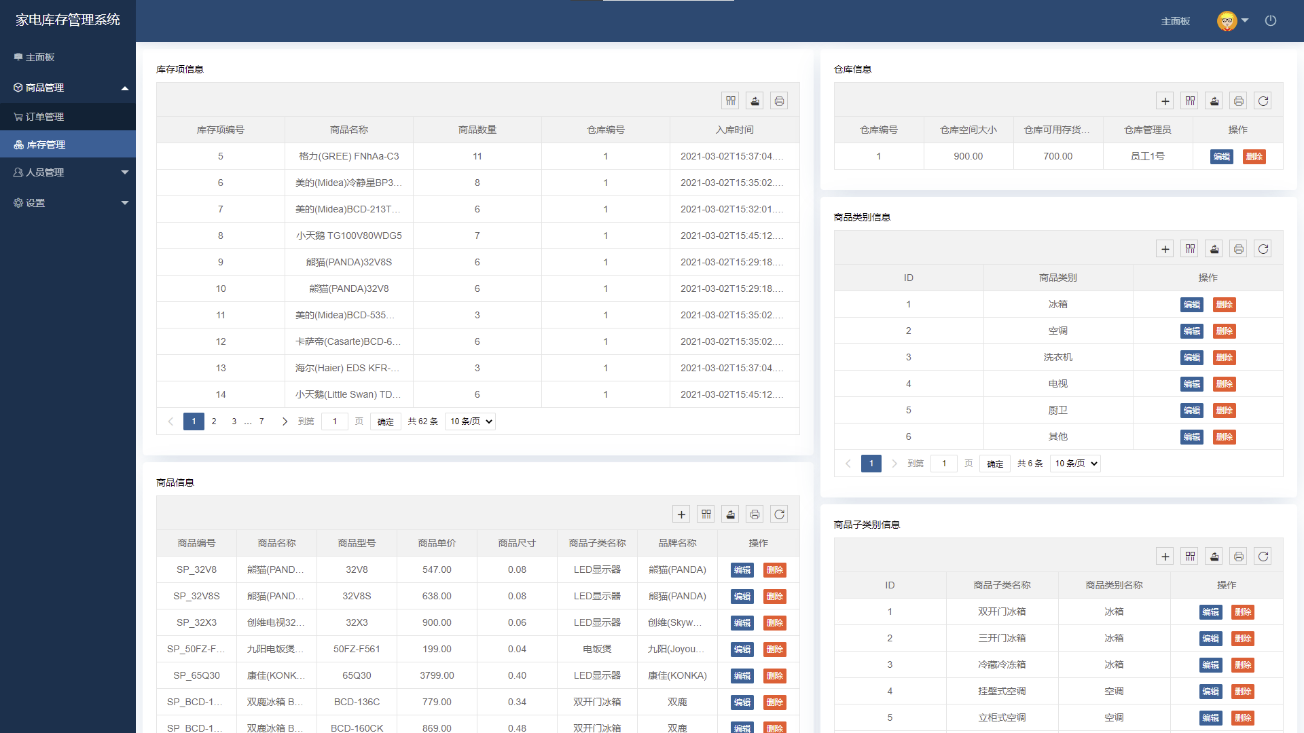 家电库存管理系统
主面板
主面板
商品管理
订单管理
库存管理
人员管理
设置
库存项信息
库存项编号 商品名称 商品数量 仓库编号 入库时间
5 格力(GREE) FNhAa-C3 11 1 2021-03-02T15:37:04....
6 美的(Midea)冷静星BP3... 8 1 2021-03-02T15:35:02....
7 美的(Midea)BCD-213T... 6 1 2021-03-02T15:32:01....
8 小天鹅 TG100V80WDG5 7 1 2021-03-02T15:45:12....
9 熊猫(PANDA)32V8S 6 1 2021-03-02T15:29:18....
10 熊猫(PANDA)32V8 6 1 2021-03-02T15:29:18....
11 美的(Midea)BCD-535... 3 1 2021-03-02T15:35:02....
12 卡萨帝(Casarte)BCD-6... 6 1 2021-03-02T15:35:02....
13 海尔(Haier) EDS KFR-... 3 1 2021-03-02T15:37:04....
14 小天鹅(Little Swan) TD... 6 1 2021-03-02T15:45:12....
1 2 3 ... 7 到第 1 页 确定 共 62 条 10 条/页
商品信息
商品编号 商品名称 商品型号 商品单价 商品尺寸 商品子类名称 品牌名称 操作
SP_32V8 熊猫(PAND... 32V8 547.00 0.08 LED显示器 熊猫(PANDA) 编辑 删除
SP_32V8S 熊猫(PAND... 32V8S 638.00 0.08 LED显示器 熊猫(PANDA) 编辑 删除
SP_32X3 创维电视32... 32X3 900.00 0.06 LED显示器 创维(Skyw... 编辑 删除
SP_50FZ-F... 九阳电饭煲... 50FZ-F561 199.00 0.04 电饭煲 九阳(Joyou... 编辑 删除
SP_65Q30 康佳(KONK... 65Q30 3799.00 0.40 LED显示器 康佳(KONKA) 编辑 删除
SP_BCD-1... 双鹿冰箱 B... BCD-136C 779.00 0.34 双开门冰箱 双鹿 编辑 删除
SP_BCD-1... 双鹿冰箱 B... BCD-160CK 869.00 0.48 双开门冰箱 双鹿 编辑 删除
仓库信息
仓库编号 仓库空间大小 仓库可用存货... 仓库管理员 操作
1 900.00 700.00 员工1号 编辑 删除
商品类别信息
ID 商品类别 操作
1 冰箱 编辑 删除
2 空调 编辑 删除
3 洗衣机 编辑 删除
4 电视 编辑 删除
5 厨卫 编辑 删除
6 其他 编辑 删除
1 到第 1 页 确定 共 6 条 10 条/页
商品子类别信息
ID 商品子类名称 商品类别名称 操作
1 双开门冰箱 冰箱 编辑 删除
2 三开门冰箱 冰箱 编辑 删除
3 冷藏冷冻箱 冰箱 编辑 删除
4 挂壁式空调 空调 编辑 删除
5 立柜式空调 空调 编辑 删除